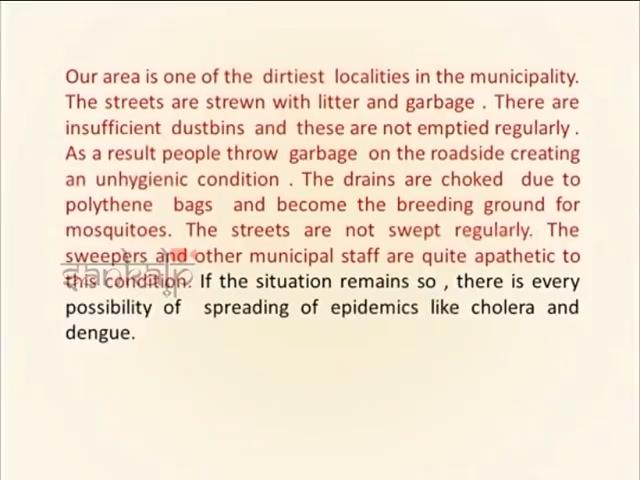 Our area is one of the dirtiest localities in the municipality.
The streets are strewn with litter and garbage . There are
insufficient dustbins and these are not emptied regularly .
As a result people throw garbage on the roadside creating
an unhygienic condition . The drains are choked due to
polythene bags and become the breeding ground for
mosquitoes. The streets are not swept regularly. The
sweepers and other municipal staff are quite apathetic to
this condition. If the situation remains so , there is every
possibility of spreading of epidemics like cholera and
dengue.
sankalp